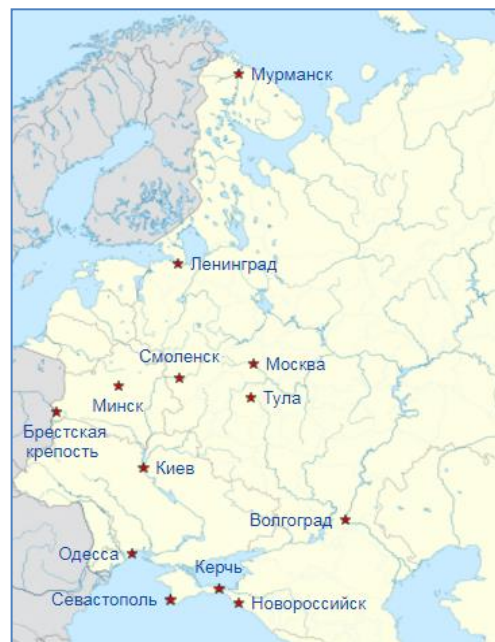 Мурманск
Ленинград
Смоленск
Москва
Минск
Тула
Брестская
крепость
Киев
Волгоград
Одесса
Керчь
Севастополь
Новороссийск